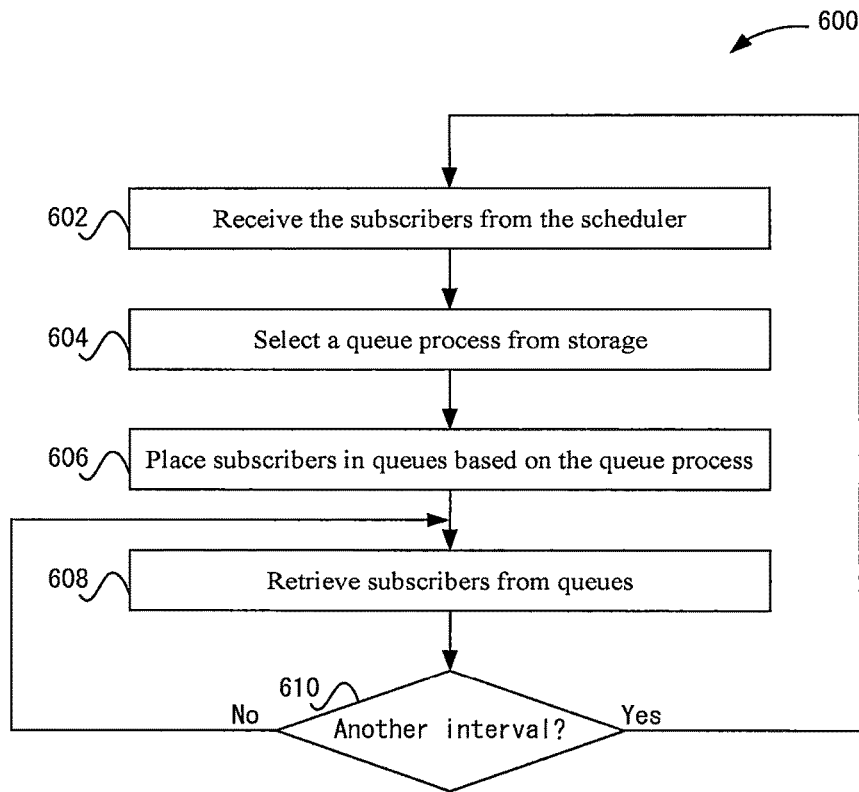 600
602
Receive the subscribers from the scheduler
604
Select a queue process from storage
606
Place subscribers in queues based on the queue process
608
Retrieve subscribers from queues
610
No
Another interval?
Yes